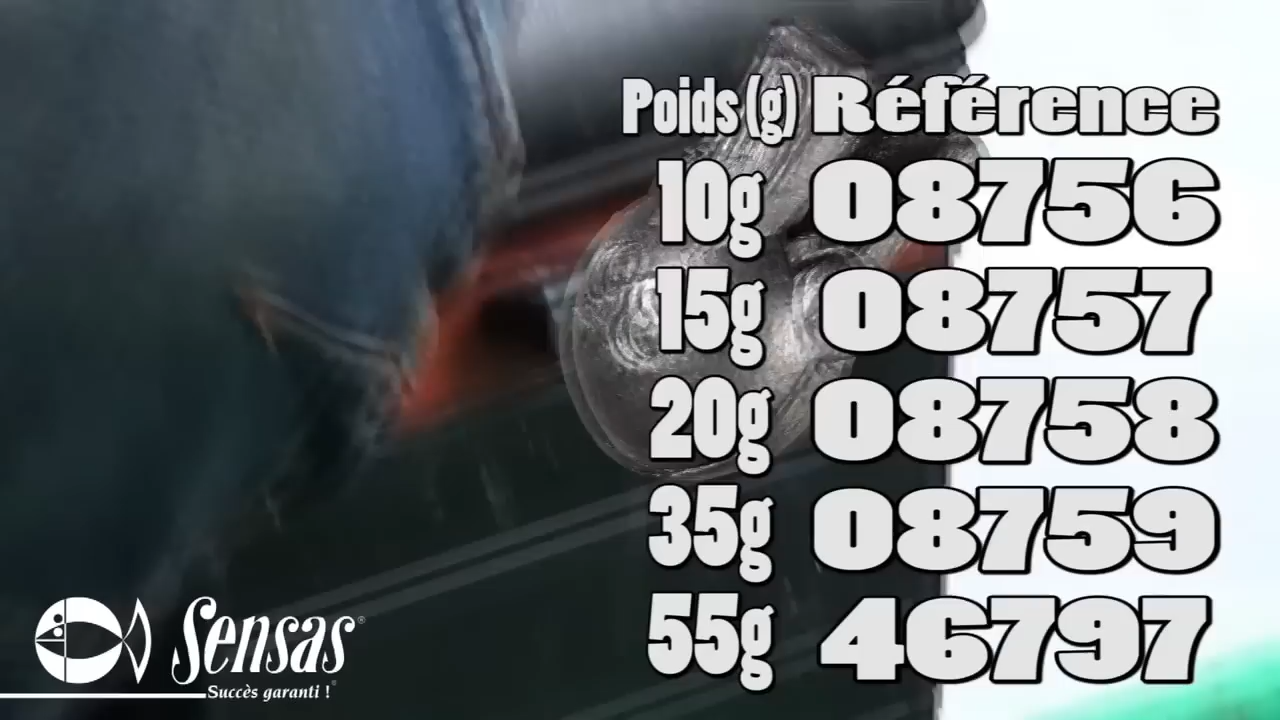 Poids (g) Référence
10g 08756
15g 08757
20g 08758
35g 08759
55g 46797
Sensas®
Succès garanti !